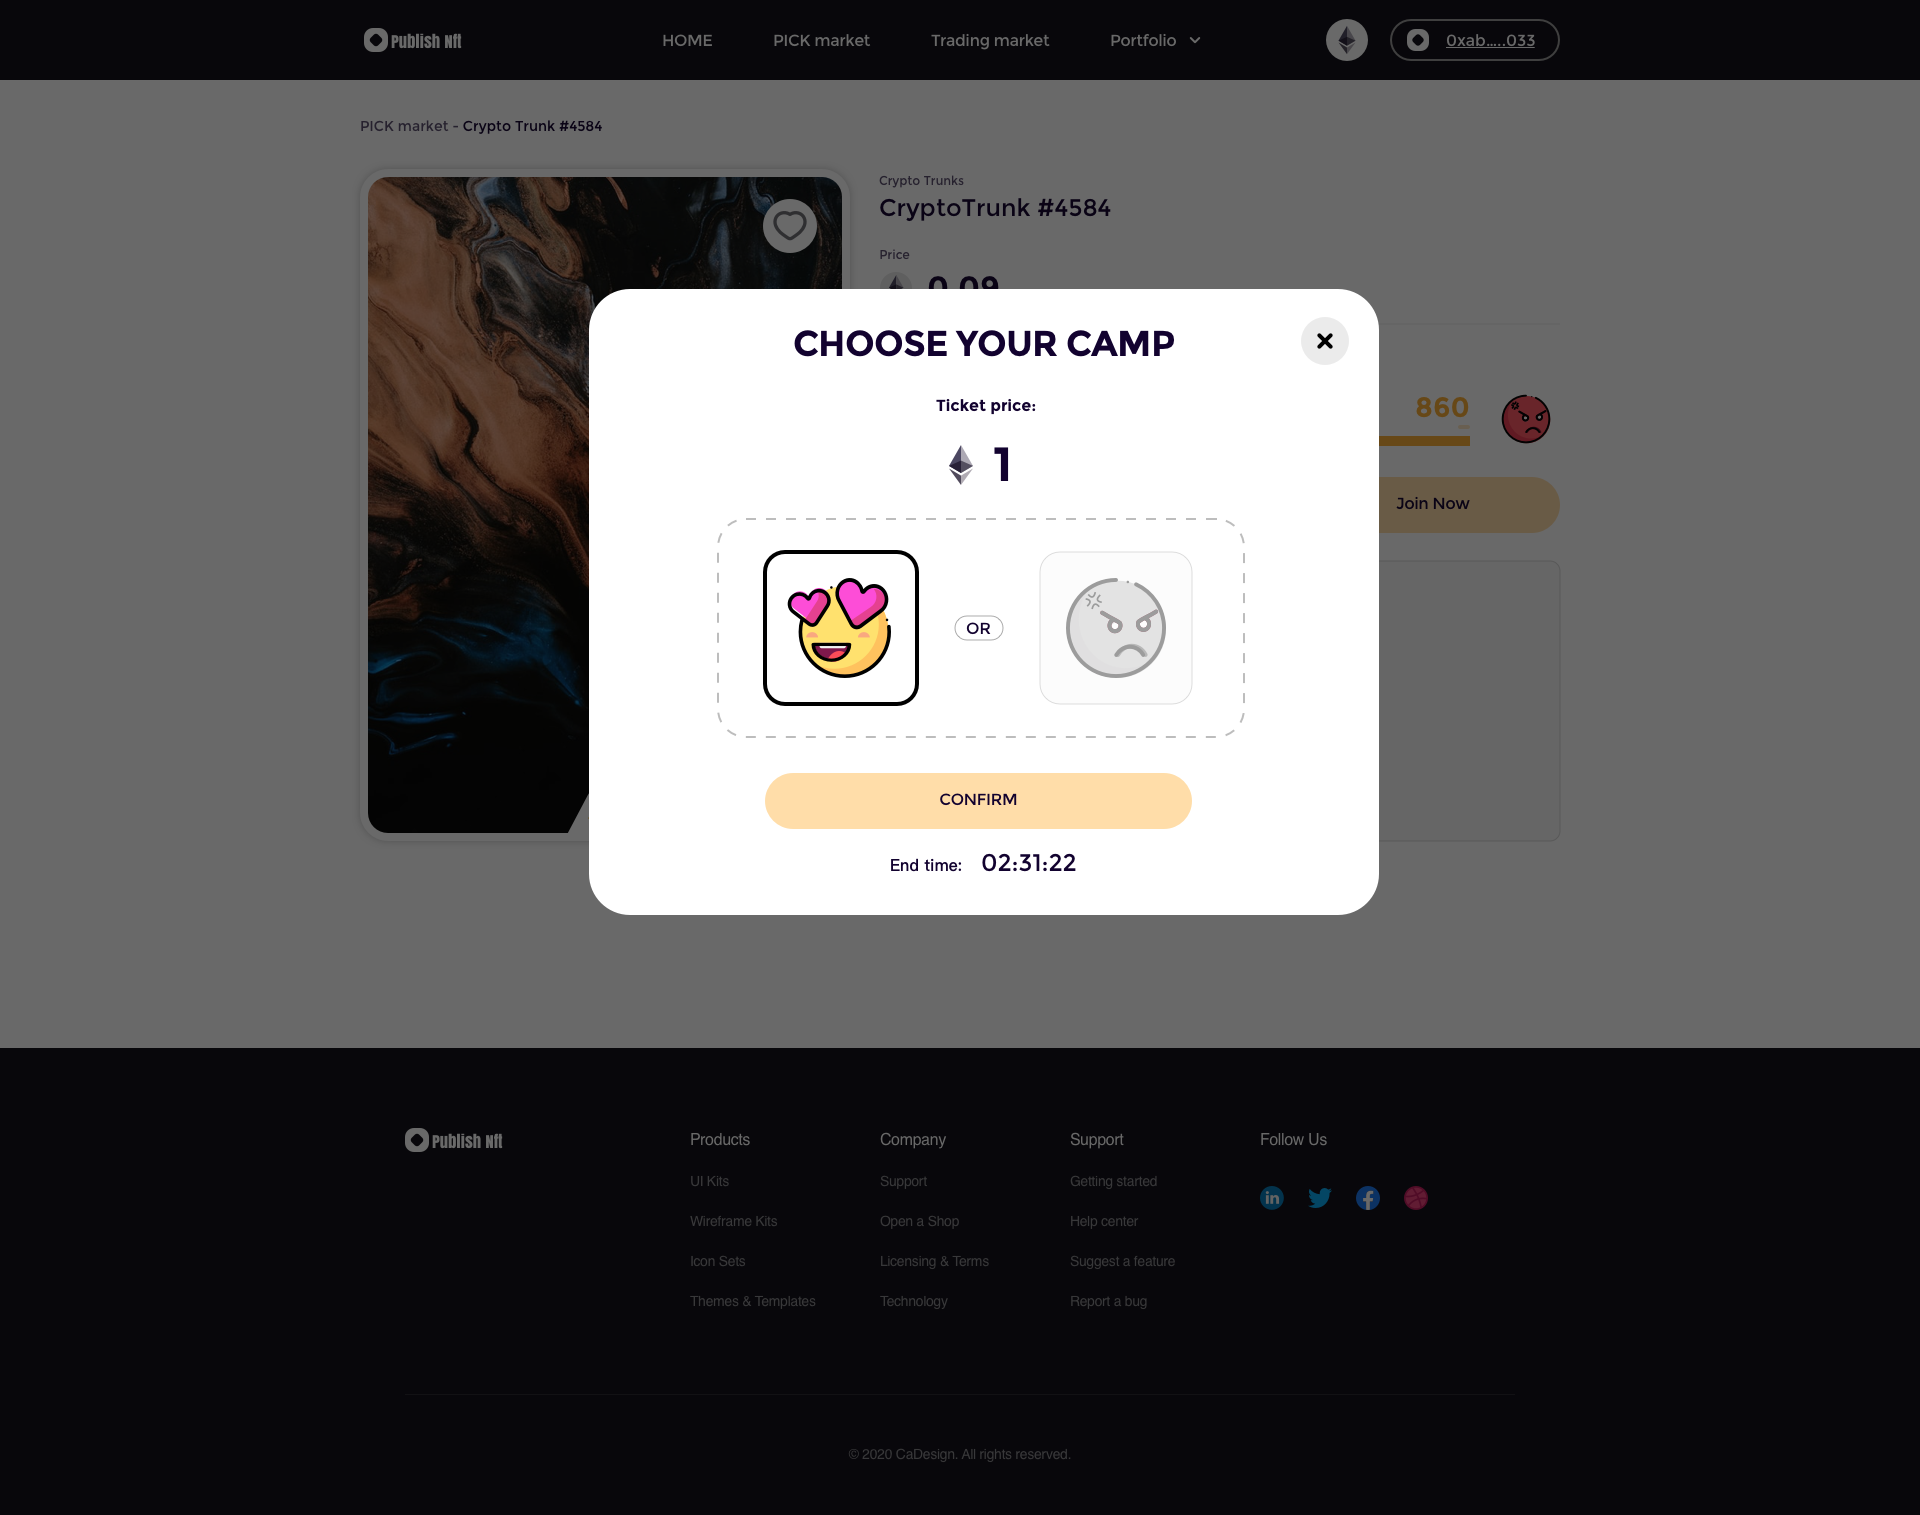 Publish Nft
HOME
PICK market
Trading market
Portfolio
0xab.....033
PICK market - Crypto Trunk #4584
Crypto Trunks
CryptoTrunk #4584
Price
0.09
CHOOSE YOUR CAMP
Ticket price:
1
860
Join Now
OR
CONFIRM
End time: 02:31:22
Publish Nft
Products
Company
Support
Follow Us
UI Kits
Support
Getting started
Wireframe Kits
Open a Shop
Help center
Icon Sets
Licensing & Terms
Suggest a feature
Themes & Templates
Technology
Report a bug
© 2020 CaDesign. All rights reserved.